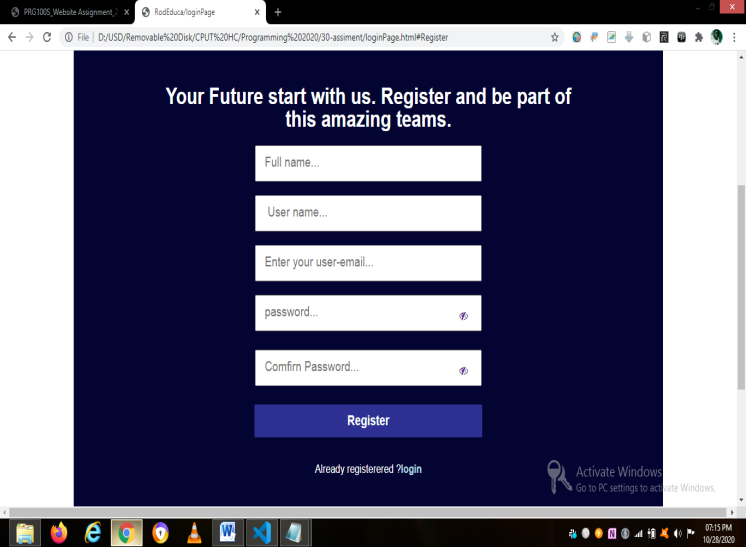 PRG100S_Website Assignment_2
RodEduca/loginPage
File | D:/USD/Removable%20Disk/CPUT%20HC/Programming%202020/30-assiment/loginPage.html#Register
Your Future start with us. Register and be part of
this amazing teams.
Full name...
User name...
Enter your user-email...
password...
Comfirn Password...
Register
Already registerered ?login
Activate Windows
Go to PC settings to activate Windows.
07:15 PM
10/28/2020